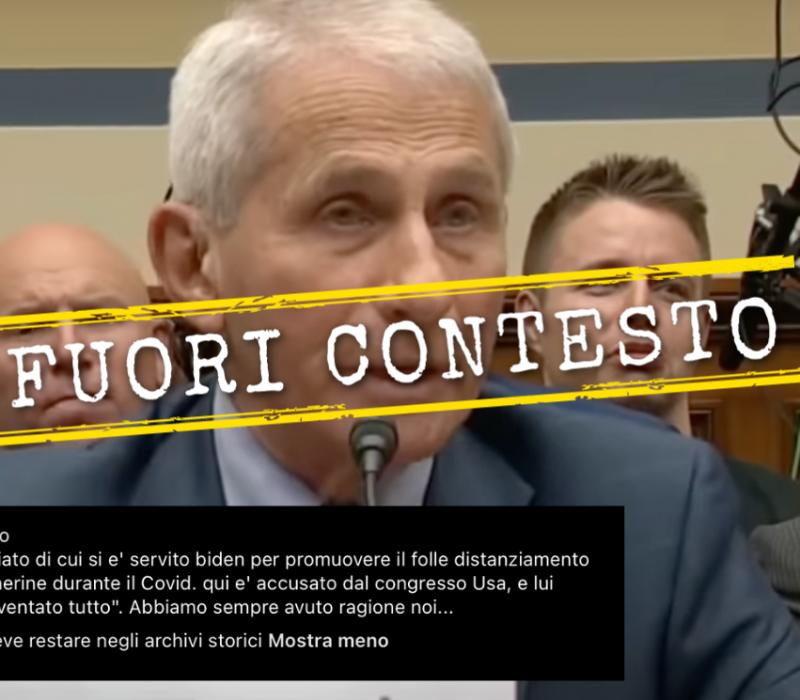 FUORI CONTESTO
o
iato di cui si e' servito biden per promuovere il folle distanziamento
erine durante il Covid. qui e' accusato dal congresso Usa, e lui
ventato tutto". Abbiamo sempre avuto ragione noi...
eve restare negli archivi storici Mostra meno